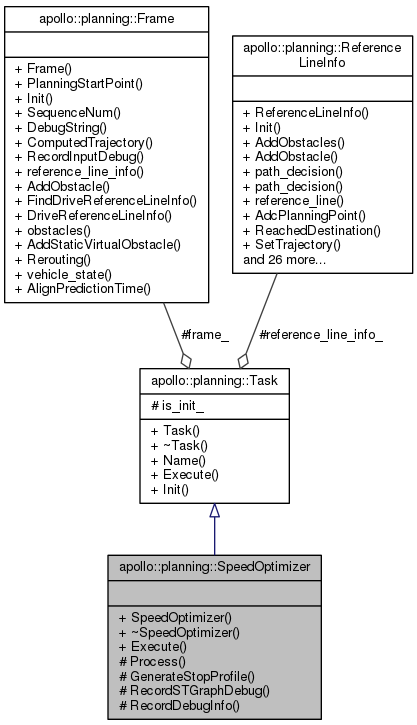 apollo::planning::Frame
+ Frame()
+ PlanningStartPoint()
+ Init()
+ SequenceNum()
+ DebugString()
+ ComputedTrajectory()
+ RecordInputDebug()
+ reference_line_info()
+ AddObstacle()
+ FindDriveReferenceLineInfo()
+ DriveReferenceLineInfo()
+ obstacles()
+ AddStaticVirtualObstacle()
+ Rerouting()
+ vehicle_state()
+ AlignPredictionTime()
apollo::planning::Reference
LineInfo
+ ReferenceLineInfo()
+ Init()
+ AddObstacles()
+ AddObstacle()
+ path_decision()
+ path_decision()
+ reference_line()
+ AdcPlanningPoint()
+ ReachedDestination()
+ SetTrajectory()
and 26 more...
#frame_
#reference_line_info_
apollo::planning::Task
# is_init_
+ Task()
+ ~Task()
+ Name()
+ Execute()
+ Init()
apollo::planning::SpeedOptimizer
+ SpeedOptimizer()
+ ~SpeedOptimizer()
+ Execute()
# Process()
# GenerateStopProfile()
# RecordSTGraphDebug()
# RecordDebugInfo()